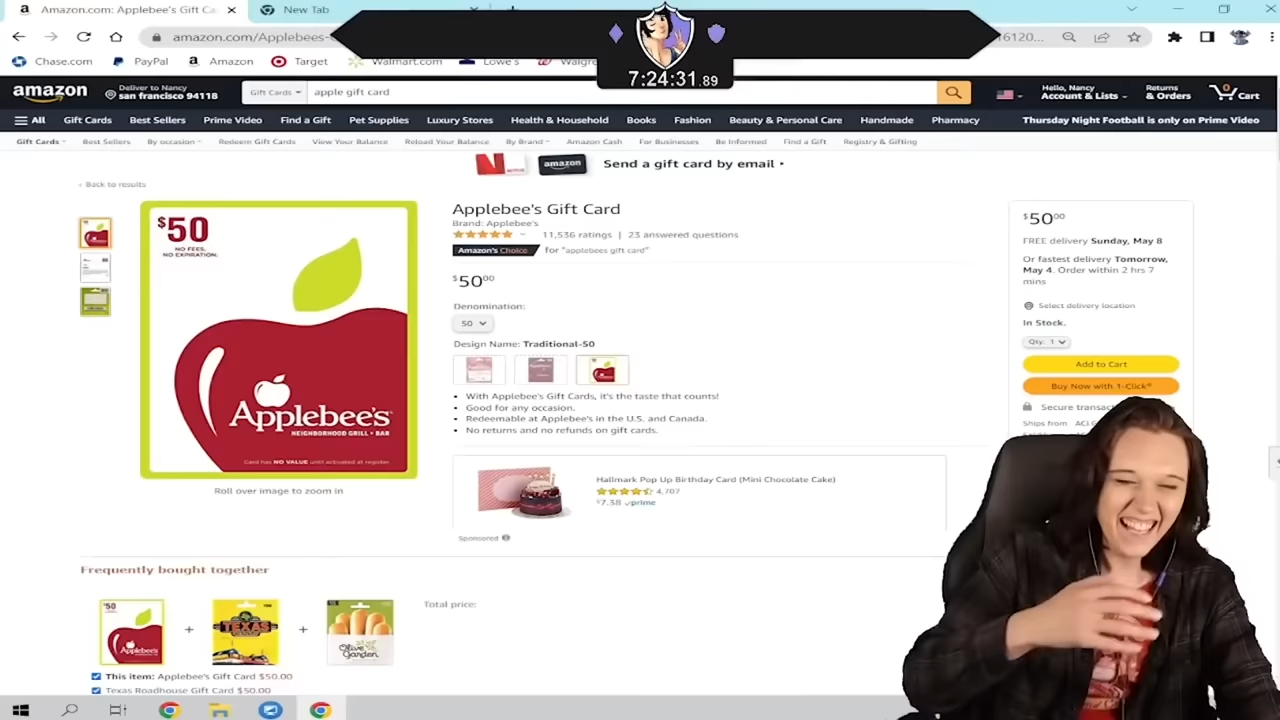 Amazon.com: Applebee's Gift Ca
New Tab
amazon.com/Applebees-
16120...
Chase.com
PayPal
Amazon
Target
Walmart.com
Lowe's
Walgre
7:24:31.89
amazon
Deliver to Nancy
san francisco 94118
Gift Cards
apple gift card
Hello, Nancy
Account & Lists
Returns
& Orders
0
Cart
All
Gift Cards
Best Sellers
Prime Video
Find a Gift
Pet Supplies
Luxury Stores
Health & Household
Books
Fashion
Beauty & Personal Care
Handmade
Pharmacy
Thursday Night Football is only on Prime Video
Gift Cards
Best Sellers
By occasion
Redeem Gift Cards
View Your Balance
Reload Your Balance
By Brand
Amazon Cash
For Businesses
Be Informed
Find a Gift
Registry & Gifting
NETFLIX
amazon
Send a gift card by email
‹ Back to results
$50
NO FEES.
NO EXPIRATION.
Applebee's
NEIGHBORHOOD GRILL • BAR
Card has NO VALUE until activated at register.
Roll over image to zoom in
Applebee's Gift Card
Brand: Applebee's
11,536 ratings | 23 answered questions
Amazon's Choice for "applebees gift card"
$50 00
Denomination:
50
Design Name: Traditional-50
• With Applebee's Gift Cards, it's the taste that counts!
• Good for any occasion.
• Redeemable at Applebee's in the U.S. and Canada.
• No returns and no refunds on gift cards.
Hallmark Pop Up Birthday Card (Mini Chocolate Cake)
4,707
$7.38 prime
Sponsored
$50 00
FREE delivery Sunday, May 8
Or fastest delivery Tomorrow,
May 4. Order within 2 hrs 7
mins
Select delivery location
In Stock.
Qty: 1
Add to Cart
Buy Now with 1-Click®
Secure transac
Ships from
Frequently bought together
$50
Applebee's
+
TEXAS
+
Olive Garden
Total price:
This item: Applebee's Gift Card $50.00
Texas Roadhouse Gift Card $50.00